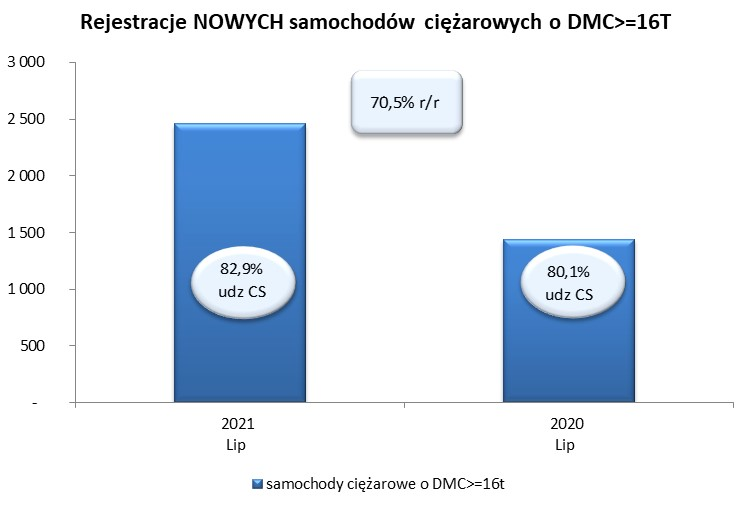 Rejestracje NOWYCH samochodów ciężarowych o DMC>=16T
3 000
2 500
2 000
1 500
1 000
500
-
70,5% r/r
82,9%
udz CS
80,1%
udz CS
2021
Lip
2020
Lip
samochody ciężarowe o DMC>=16t